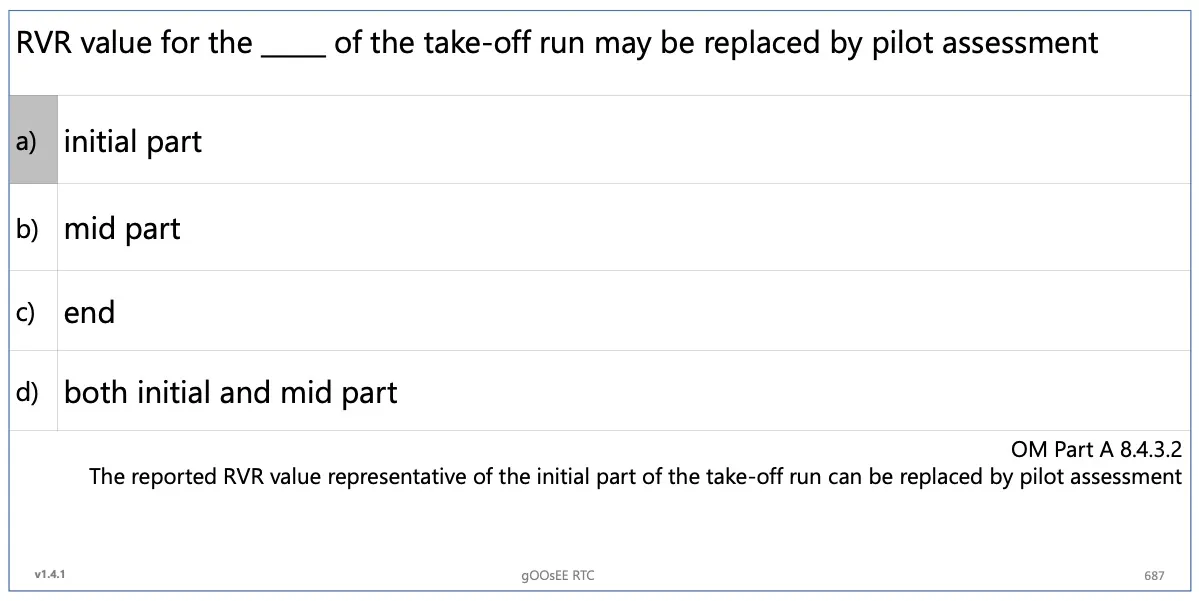 RVR value for the _____ of the take-off run may be replaced by pilot assessment
a) initial part
b) mid part
c) end
d) both initial and mid part
OM Part A 8.4.3.2
The reported RVR value representative of the initial part of the take-off run can be replaced by pilot assessment
v1.4.1 gOOsEE RTC 687